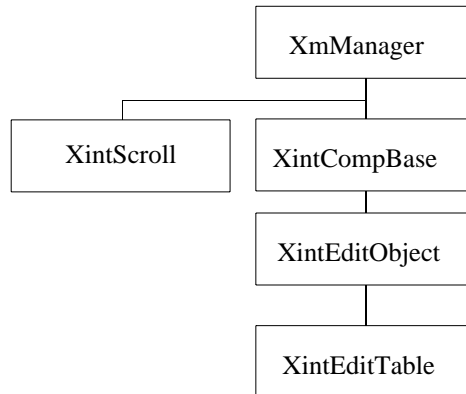 XmManager
XintScroll
XintCompBase
XintEditObject
XintEditTable